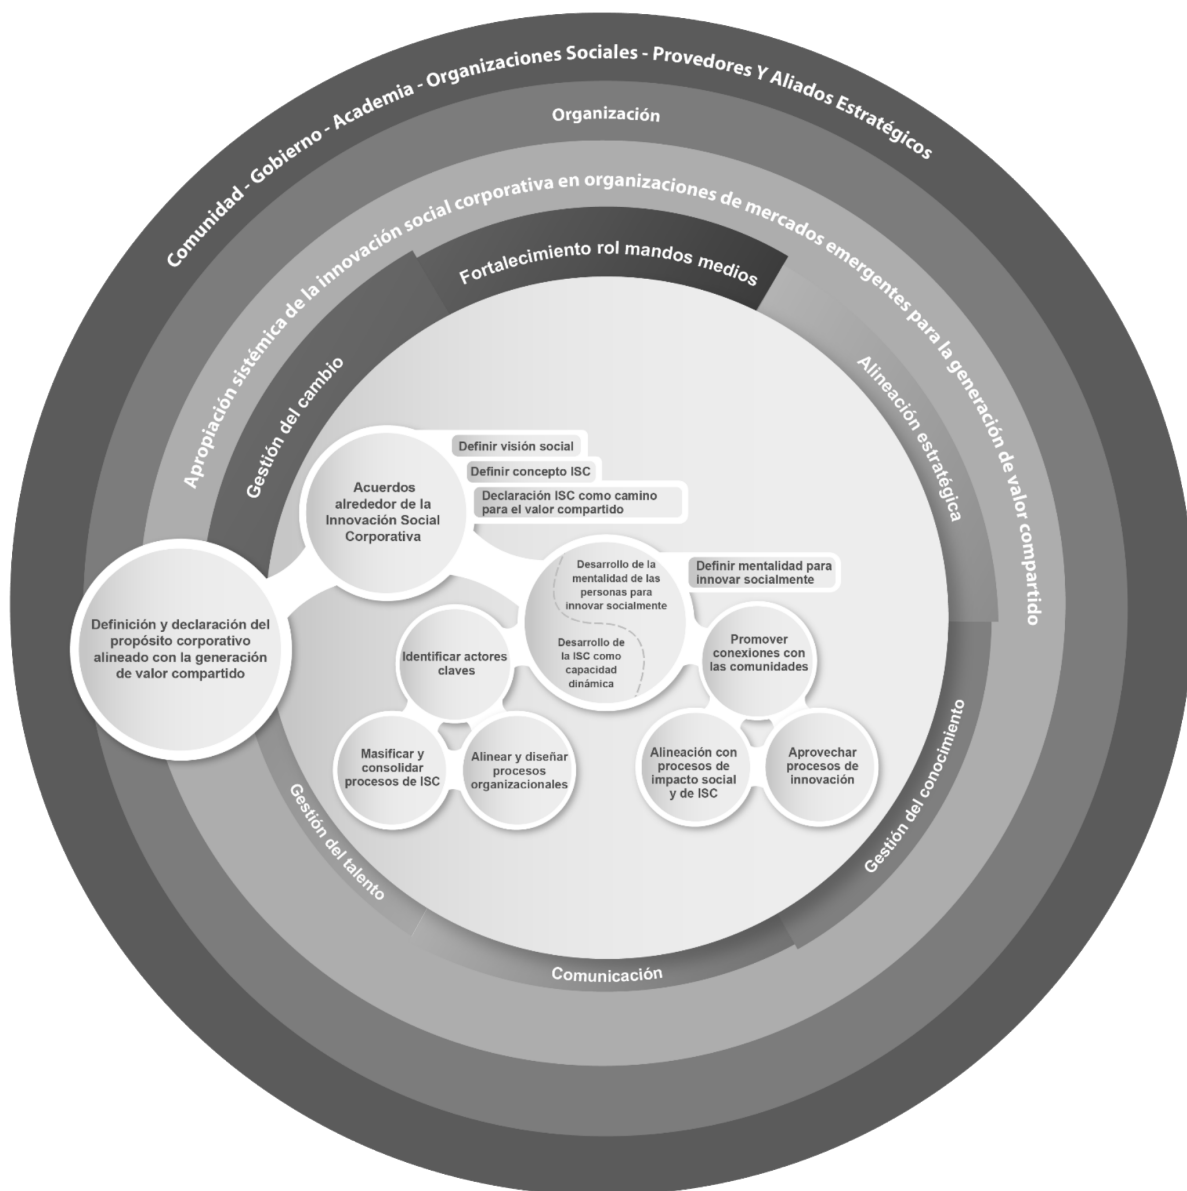 Comunidad - Gobierno - Academia - Organizaciones Sociales - Provedores Y Aliados Estratégicos
Organización
Apropiación sistémica de la innovación social corporativa en organizaciones de mercados emergentes para la generación de valor compartido
Fortalecimiento rol mandos medios
Gestión del cambio
Alineación estratégica
Acuerdos
alrededor de la
Innovación Social
Corporativa
Definir visión social
Definir concepto ISC
Declaración ISC como camino
para el valor compartido
Definición y declaración del
propósito corporativo
alineado con la generación
de valor compartido
Desarrollo de la
mentalidad de las
personas para
innovar socialmente
Desarrollo de
la ISC como
capacidad
dinámica
Definir mentalidad para
innovar socialmente
Identificar actores
claves
Masificar y
consolidar
procesos de ISC
Alinear y diseñar
procesos
organizacionales
Promover
conexiones con
las comunidades
Alineación con
procesos de
impacto social
y de ISC
Aprovechar
procesos de
innovación
Gestión del talento
Comunicación
Gestión del conocimiento